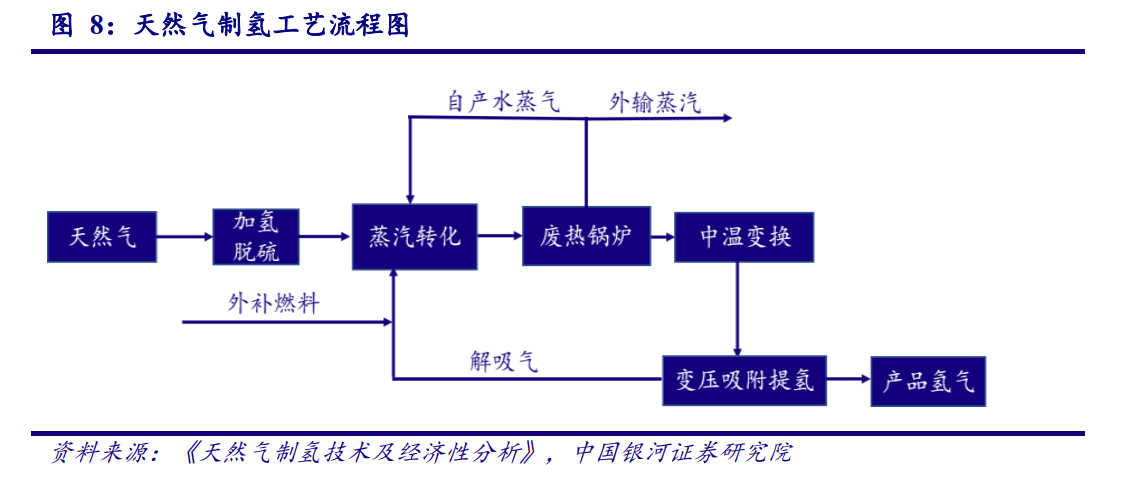 图 8：天然气制氢工艺流程图
自产水蒸气
外输蒸汽
天然气
加氢
脱硫
蒸汽转化
废热锅炉
中温变换
外补燃料
解吸气
变压吸附提氢
产品氢气
资料来源：《天然气制氢技术及经济性分析》，中国银河证券研究院